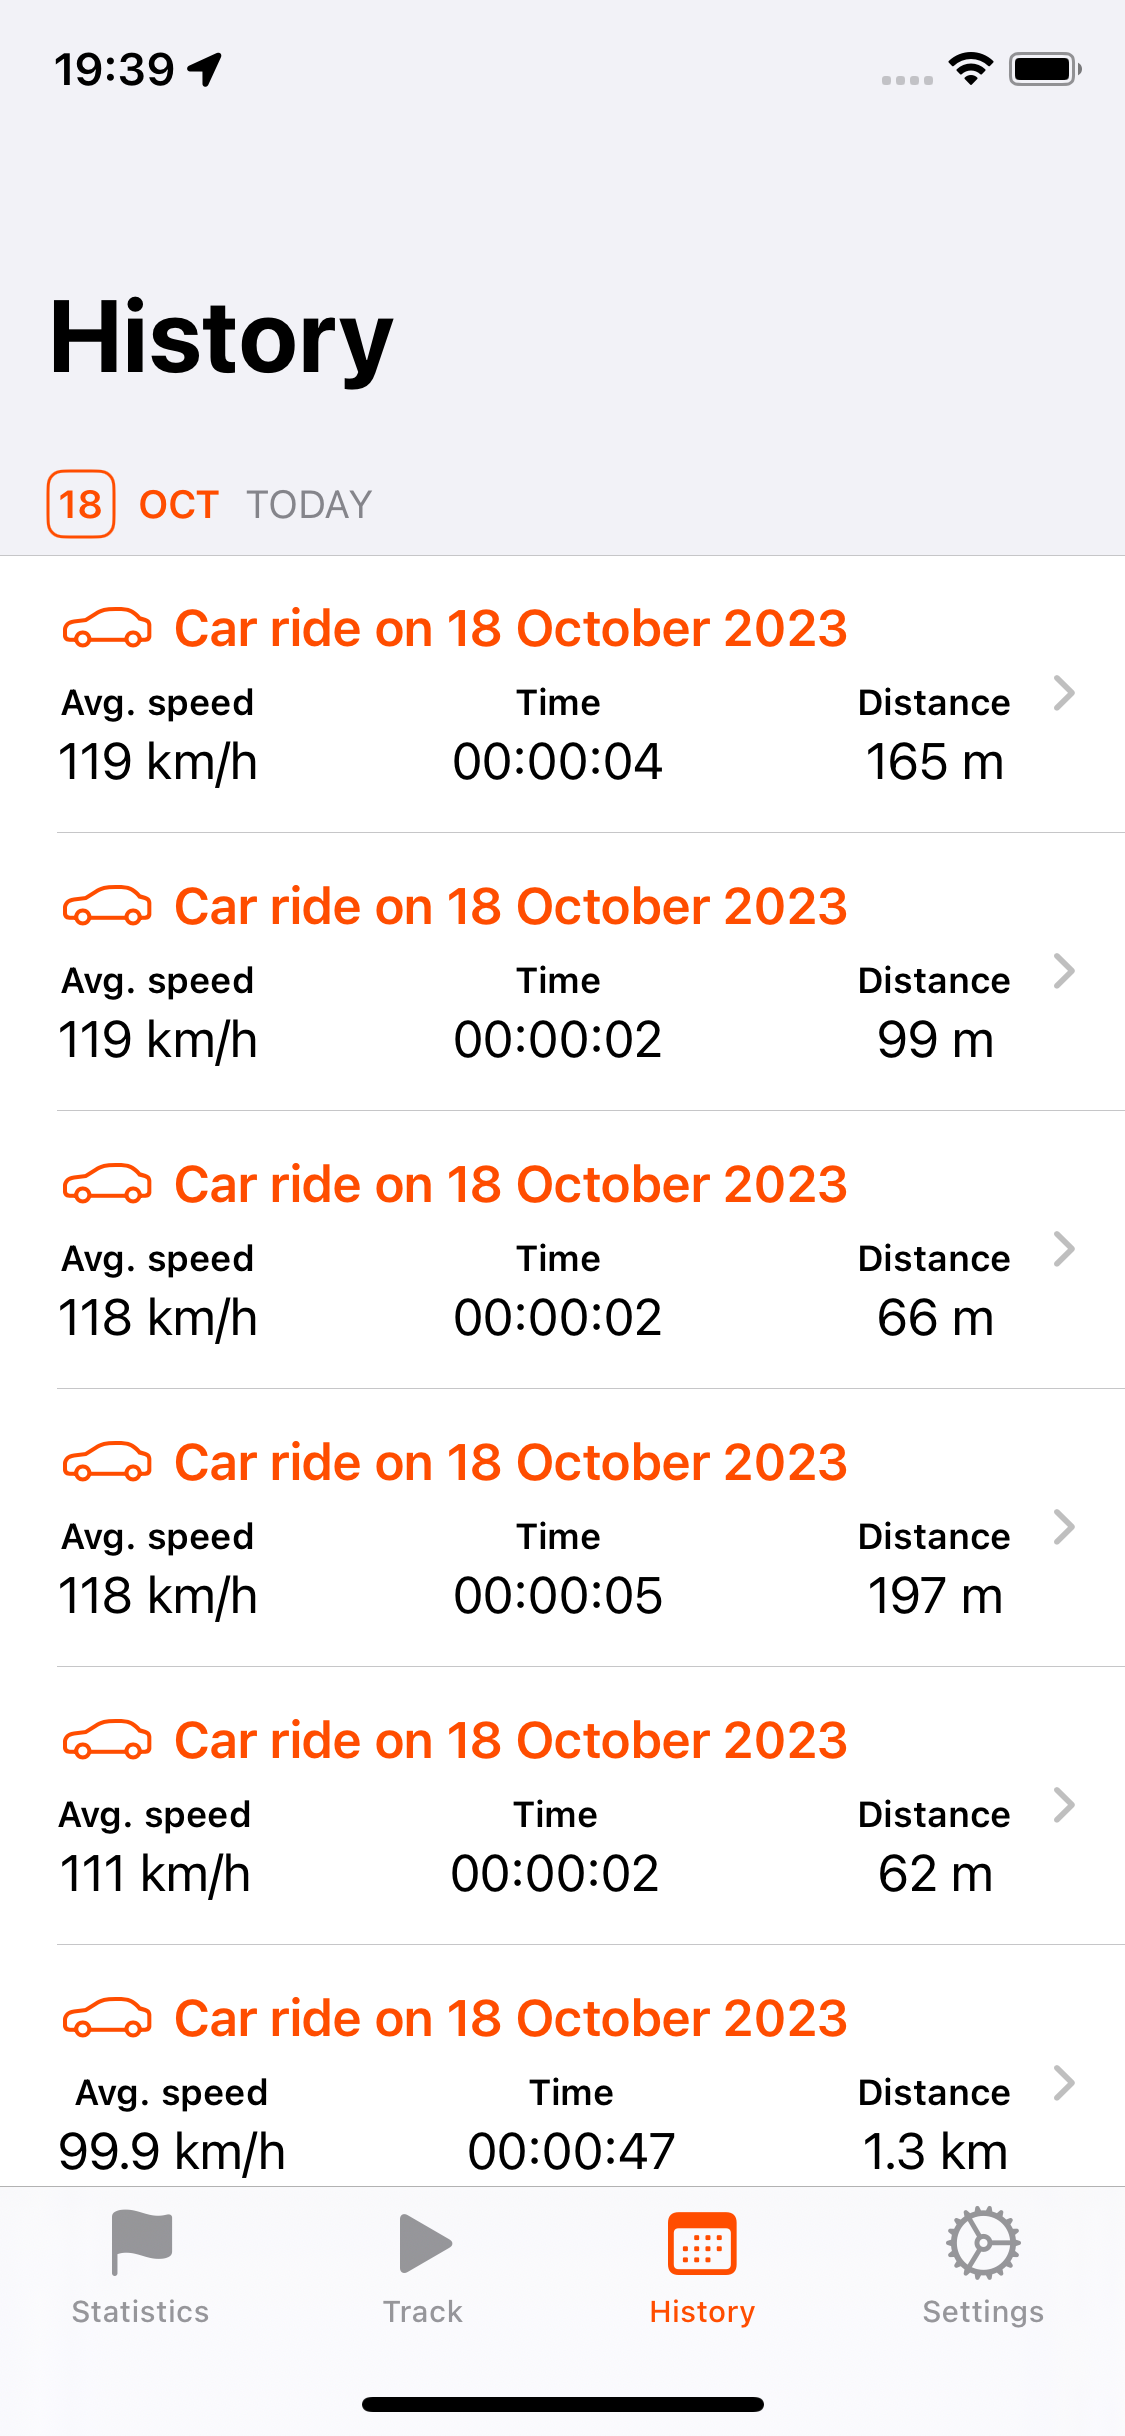 19:39
History
18 OCT TODAY
Car ride on 18 October 2023
Avg. speed Time Distance
119 km/h 00:00:04 165 m
Car ride on 18 October 2023
Avg. speed Time Distance
119 km/h 00:00:02 99 m
Car ride on 18 October 2023
Avg. speed Time Distance
118 km/h 00:00:02 66 m
Car ride on 18 October 2023
Avg. speed Time Distance
118 km/h 00:00:05 197 m
Car ride on 18 October 2023
Avg. speed Time Distance
111 km/h 00:00:02 62 m
Car ride on 18 October 2023
Avg. speed Time Distance
99.9 km/h 00:00:47 1.3 km
Statistics Track History Settings